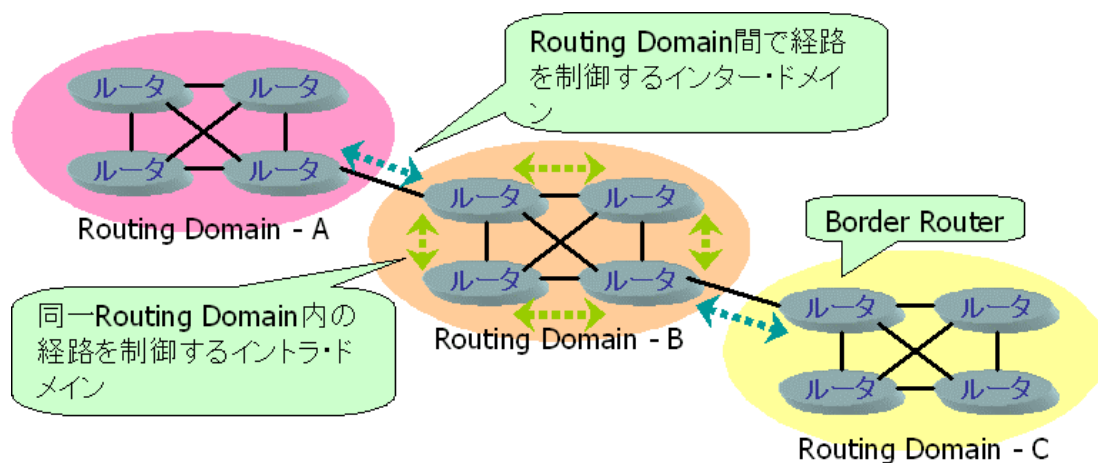 Routing Domain間で経路
を制御するインター・ドメイ
ン
ルータ ルータ
ルータ ルータ
Routing Domain - A
ルータ ルータ
ルータ ルータ
Routing Domain - B
同一Routing Domain内の
経路を制御するイントラ・ド
メイン
Border Router
ルータ ルータ
ルータ ルータ
Routing Domain - C